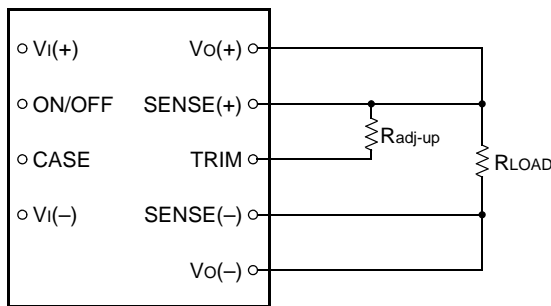 VI(+) VO(+)
ON/OFF SENSE(+)
Radj-up
CASE TRIM
RLOAD
VI(–) SENSE(–)
VO(–)